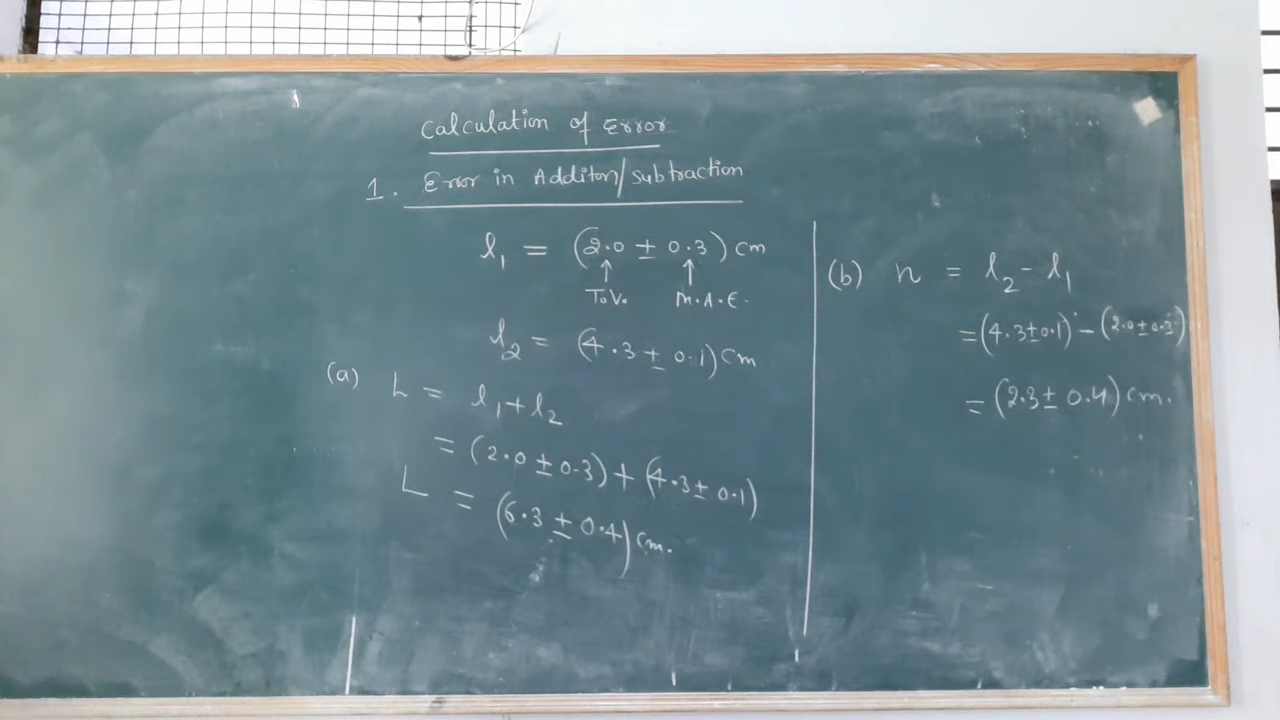 Calculation of Error
1. Error in Additon/subtraction
l₁ = (2.0 ± 0.3) cm
↑ ↑
T.V. M.A.E.
l₂ = (4.3 ± 0.1) cm
(a) L = l₁ + l₂
= (2.0 ± 0.3) + (4.3 ± 0.1)
L = (6.3 ± 0.4) cm.
(b) n = l₂ - l₁
= (4.3 ± 0.1) - (2.0 ± 0.3)
= (2.3 ± 0.4) cm.